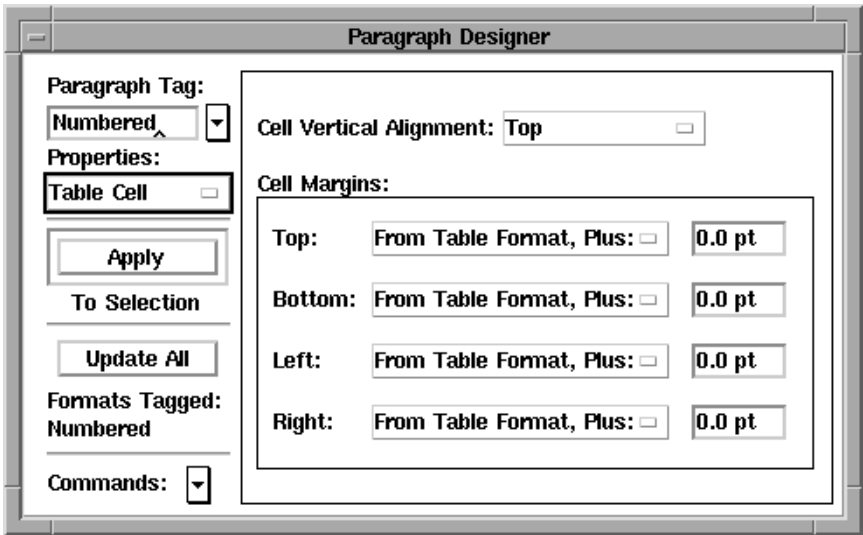 Paragraph Designer
Paragraph Tag:
Numbered
Properties:
Table Cell
Apply
To Selection
Update All
Formats Tagged:
Numbered
Commands:
Cell Vertical Alignment: Top
Cell Margins:
Top: From Table Format, Plus: 0.0 pt
Bottom: From Table Format, Plus: 0.0 pt
Left: From Table Format, Plus: 0.0 pt
Right: From Table Format, Plus: 0.0 pt